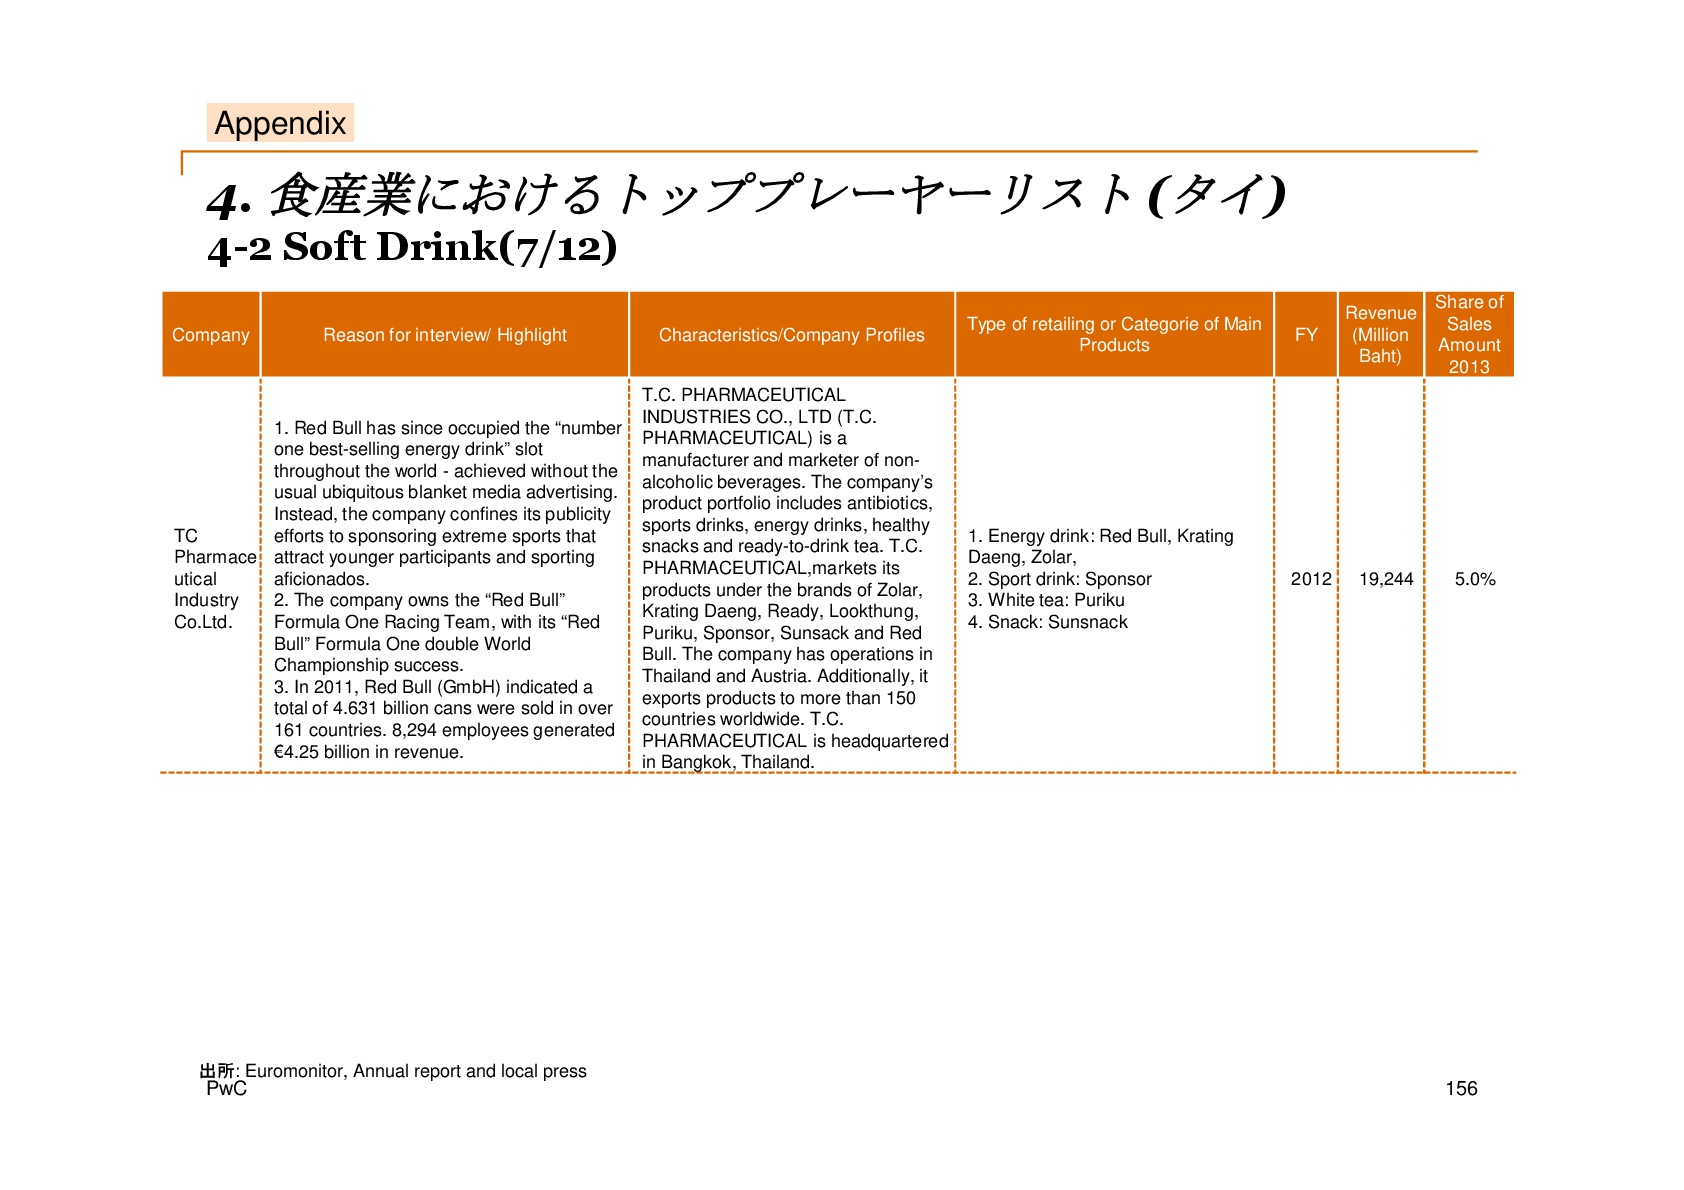 Appendix
4. 食産業におけるトッププレーヤーリスト(タイ)
4-2 Soft Drink(7/12)
Company
Reason for interview/ Highlight
Characteristics/Company Profiles
Type of retailing or Categorie of Main
Products
FY
Revenue
(Million
Baht)
Share of
Sales
Amount
2013
TC
Pharmace
utical
Industry
Co.Ltd.
1. Red Bull has since occupied the “number
one best-selling energy drink” slot
throughout the world - achieved without the
usual ubiquitous blanket media advertising.
Instead, the company confines its publicity
efforts to sponsoring extreme sports that
attract younger participants and sporting
aficionados.
2. The company owns the “Red Bull”
Formula One Racing Team, with its “Red
Bull” Formula One double World
Championship success.
3. In 2011, Red Bull (GmbH) indicated a
total of 4.631 billion cans were sold in over
161 countries. 8,294 employees generated
€4.25 billion in revenue.
T.C. PHARMACEUTICAL
INDUSTRIES CO., LTD (T.C.
PHARMACEUTICAL) is a
manufacturer and marketer of non-
alcoholic beverages. The company’s
product portfolio includes antibiotics,
sports drinks, energy drinks, healthy
snacks and ready-to-drink tea. T.C.
PHARMACEUTICAL,markets its
products under the brands of Zolar,
Krating Daeng, Ready, Lookthung,
Puriku, Sponsor, Sunsack and Red
Bull. The company has operations in
Thailand and Austria. Additionally, it
exports products to more than 150
countries worldwide. T.C.
PHARMACEUTICAL is headquartered
in Bangkok, Thailand.
1. Energy drink: Red Bull, Krating
Daeng, Zolar,
2. Sport drink: Sponsor
3. White tea: Puriku
4. Snack: Sunsnack
2012
19,244
5.0%
出所: Euromonitor, Annual report and local press
PwC
156